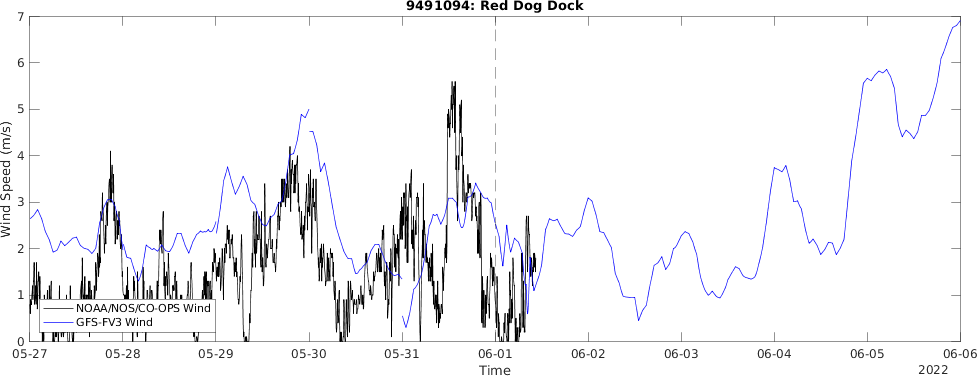 9491094: Red Dog Dock
Wind Speed (m/s)
7
6
5
4
3
2
1
0
NOAA/NOS/CO-OPS Wind
GFS-FV3 Wind
05-27 05-28 05-29 05-30 05-31 06-01 06-02 06-03 06-04 06-05 06-06
Time
2022